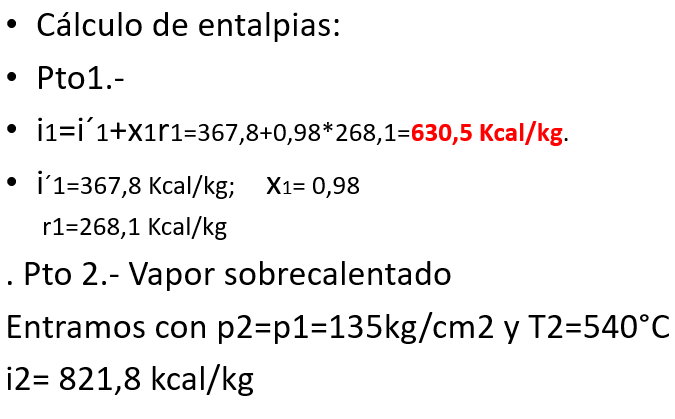 • Cálculo de entalpias:
• Pto1.-
• i1=i´1+x1r1=367,8+0,98*268,1=630,5 Kcal/kg.
• i´1=367,8 Kcal/kg; X1= 0,98
r1=268,1 Kcal/kg
. Pto 2.- Vapor sobrecalentado
Entramos con p2=p1=135kg/cm2 y T2=540°C
i2= 821,8 kcal/kg